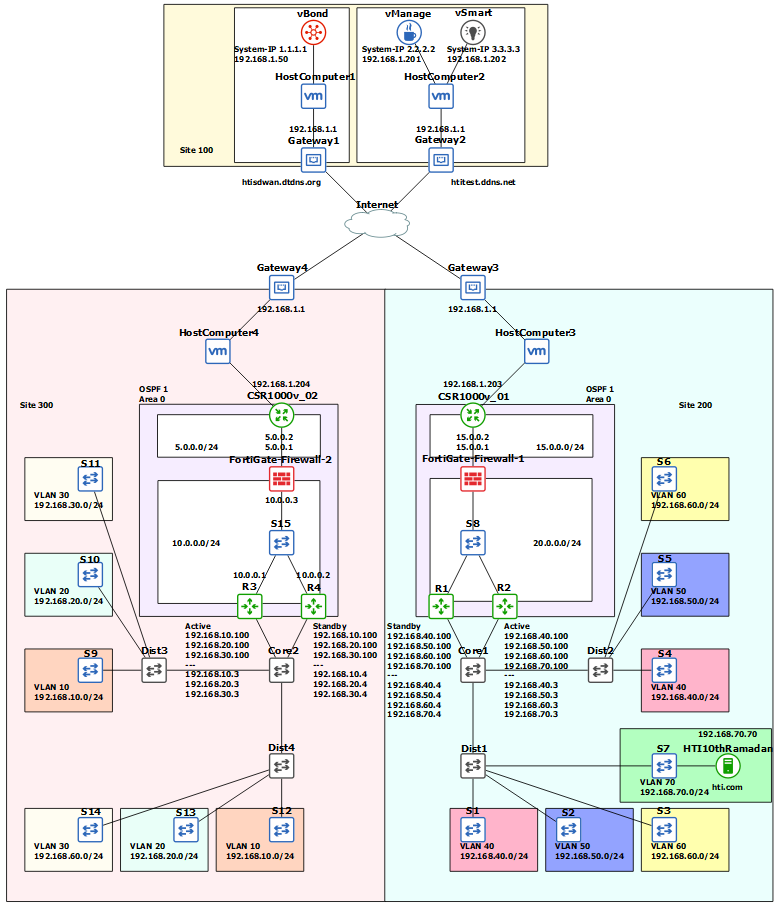 vBond
vManage
vSmart
System-IP 1.1.1.1
192.168.1.50
System-IP 2.2.2.2
192.168.1.201
System-IP 3.3.3.3
192.168.1.202
HostComputer1
vm
HostComputer2
vm
192.168.1.1
Gateway1
192.168.1.1
Gateway2
Site 100
htisdwan.dtdns.org
htitest.ddns.net
Internet
Gateway4
192.168.1.1
Gateway3
192.168.1.1
HostComputer4
vm
HostComputer3
vm
192.168.1.204
CSR1000v_02
192.168.1.203
CSR1000v_01
Site 300
OSPF 1
Area 0
OSPF 1
Area 0
Site 200
5.0.0.0/24
5.0.0.2
5.0.0.1
15.0.0.2
15.0.0.1
15.0.0.0/24
FortiGate-Firewall-2
10.0.0.3
FortiGate-Firewall-1
S11
VLAN 30
192.168.30.0/24
S6
VLAN 60
192.168.60.0/24
S15
10.0.0.0/24
S8
20.0.0.0/24
S10
VLAN 20
192.168.20.0/24
S5
VLAN 50
192.168.50.0/24
10.0.0.1
R3
10.0.0.2
R4
R1
R2
Active
192.168.10.100
192.168.20.100
192.168.30.100
---
192.168.10.3
192.168.20.3
192.168.30.3
Standby
192.168.10.100
192.168.20.100
192.168.30.100
---
192.168.10.4
192.168.20.4
192.168.30.4
Standby
192.168.40.100
192.168.50.100
192.168.60.100
192.168.70.100
---
192.168.40.4
192.168.50.4
192.168.60.4
192.168.70.4
Active
192.168.40.100
192.168.50.100
192.168.60.100
192.168.70.100
---
192.168.40.3
192.168.50.3
192.168.60.3
192.168.70.3
S9
VLAN 10
192.168.10.0/24
Dist3
Core2
Core1
Dist2
S4
VLAN 40
192.168.40.0/24
Dist4
Dist1
192.168.70.70
S7
HTI10thRamadan
VLAN 70
192.168.70.0/24
hti.com
S14
VLAN 30
192.168.60.0/24
S13
VLAN 20
192.168.20.0/24
S12
VLAN 10
192.168.10.0/24
S1
VLAN 40
192.168.40.0/24
S2
VLAN 50
192.168.50.0/24
S3
VLAN 60
192.168.60.0/24